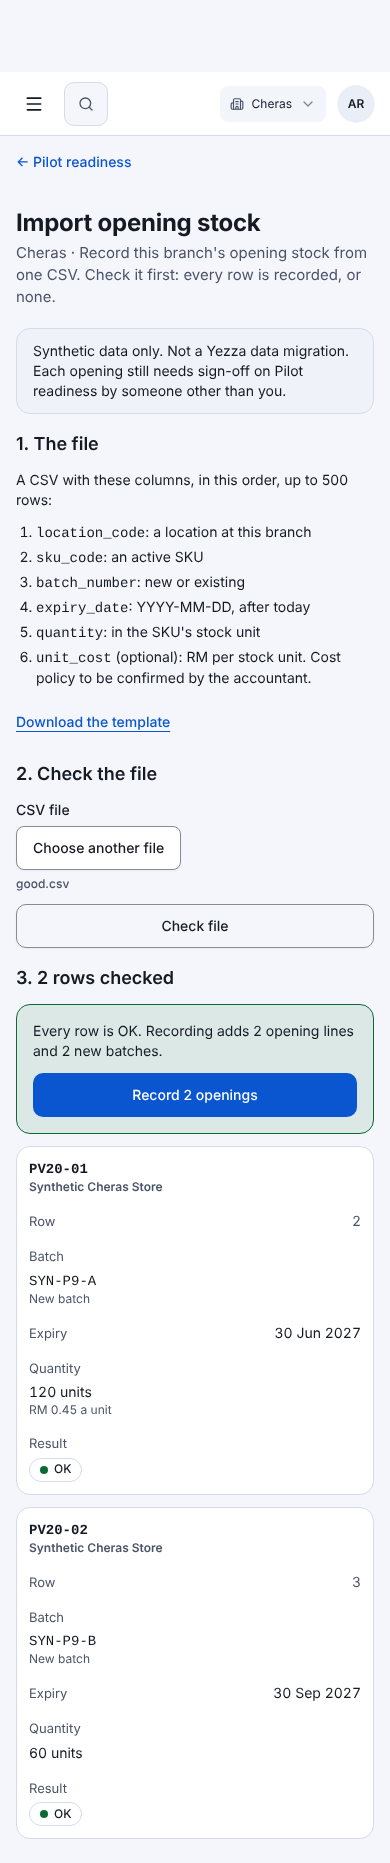 Cheras
AR
← Pilot readiness
Import opening stock
Cheras · Record this branch's opening stock from
one CSV. Check it first: every row is recorded, or
none.
Synthetic data only. Not a Yezza data migration.
Each opening still needs sign-off on Pilot
readiness by someone other than you.
1. The file
A CSV with these columns, in this order, up to 500
rows:
1. location_code: a location at this branch
2. sku_code: an active SKU
3. batch_number: new or existing
4. expiry_date: YYYY-MM-DD, after today
5. quantity: in the SKU's stock unit
6. unit_cost (optional): RM per stock unit. Cost
policy to be confirmed by the accountant.
Download the template
2. Check the file
CSV file
Choose another file
good.csv
Check file
3. 2 rows checked
Every row is OK. Recording adds 2 opening lines
and 2 new batches.
Record 2 openings
PV20-01
Synthetic Cheras Store
Row 2
Batch
SYN-P9-A
New batch
Expiry 30 Jun 2027
Quantity
120 units
RM 0.45 a unit
Result
OK
PV20-02
Synthetic Cheras Store
Row 3
Batch
SYN-P9-B
New batch
Expiry 30 Sep 2027
Quantity
60 units
Result
OK